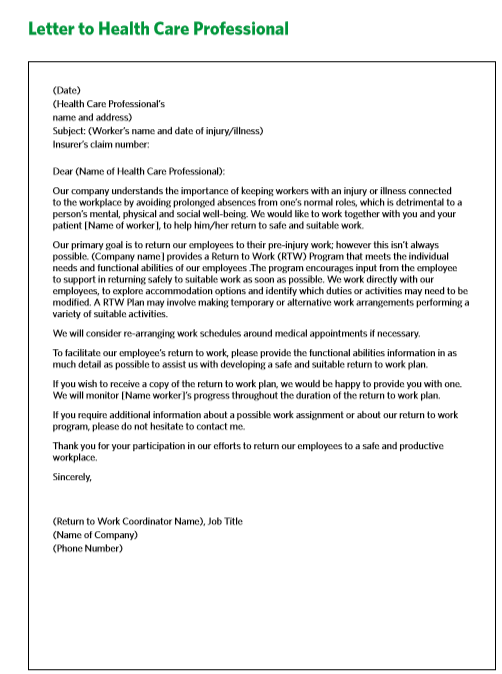 Letter to Health Care Professional
(Date)
(Health Care Professional's
name and address)
Subject: (Worker's name and date of injury/illness)
Insurer's claim number:
Dear (Name of Health Care Professional):
Our company understands the importance of keeping workers with an injury or illness connected
to the workplace by avoiding prolonged absences from one's normal roles, which is detrimental to a
person's mental, physical and social well-being. We would like to work together with you and your
patient [Name of worker], to help him/her return to safe and suitable work.
Our primary goal is to return our employees to their pre-injury work; however this isn't always
possible. (Company name] provides a Return to Work (RTW) Program that meets the individual
needs and functional abilities of our employees .The program encourages input from the employee
to support in returning safely to suitable work as soon as possible. We work directly with our
employees, to explore accommodation options and identify which duties or activities may need to be
modified. A RTW Plan may involve making temporary or alternative work arrangements performing a
variety of suitable activities.
We will consider re-arranging work schedules around medical appointments if necessary.
To facilitate our employee's return to work, please provide the functional abilities information in as
much detail as possible to assist us with developing a safe and suitable return to work plan.
If you wish to receive a copy of the return to work plan, we would be happy to provide you with one.
We will monitor [Name worker]'s progress throughout the duration of the return to work plan.
If you require additional information about a possible work assignment or about our return to work
program, please do not hesitate to contact me.
Thank you for your participation in our efforts to return our employees to a safe and productive
workplace.
Sincerely,
(Return to Work Coordinator Name), Job Title
(Name of Company)
(Phone Number)